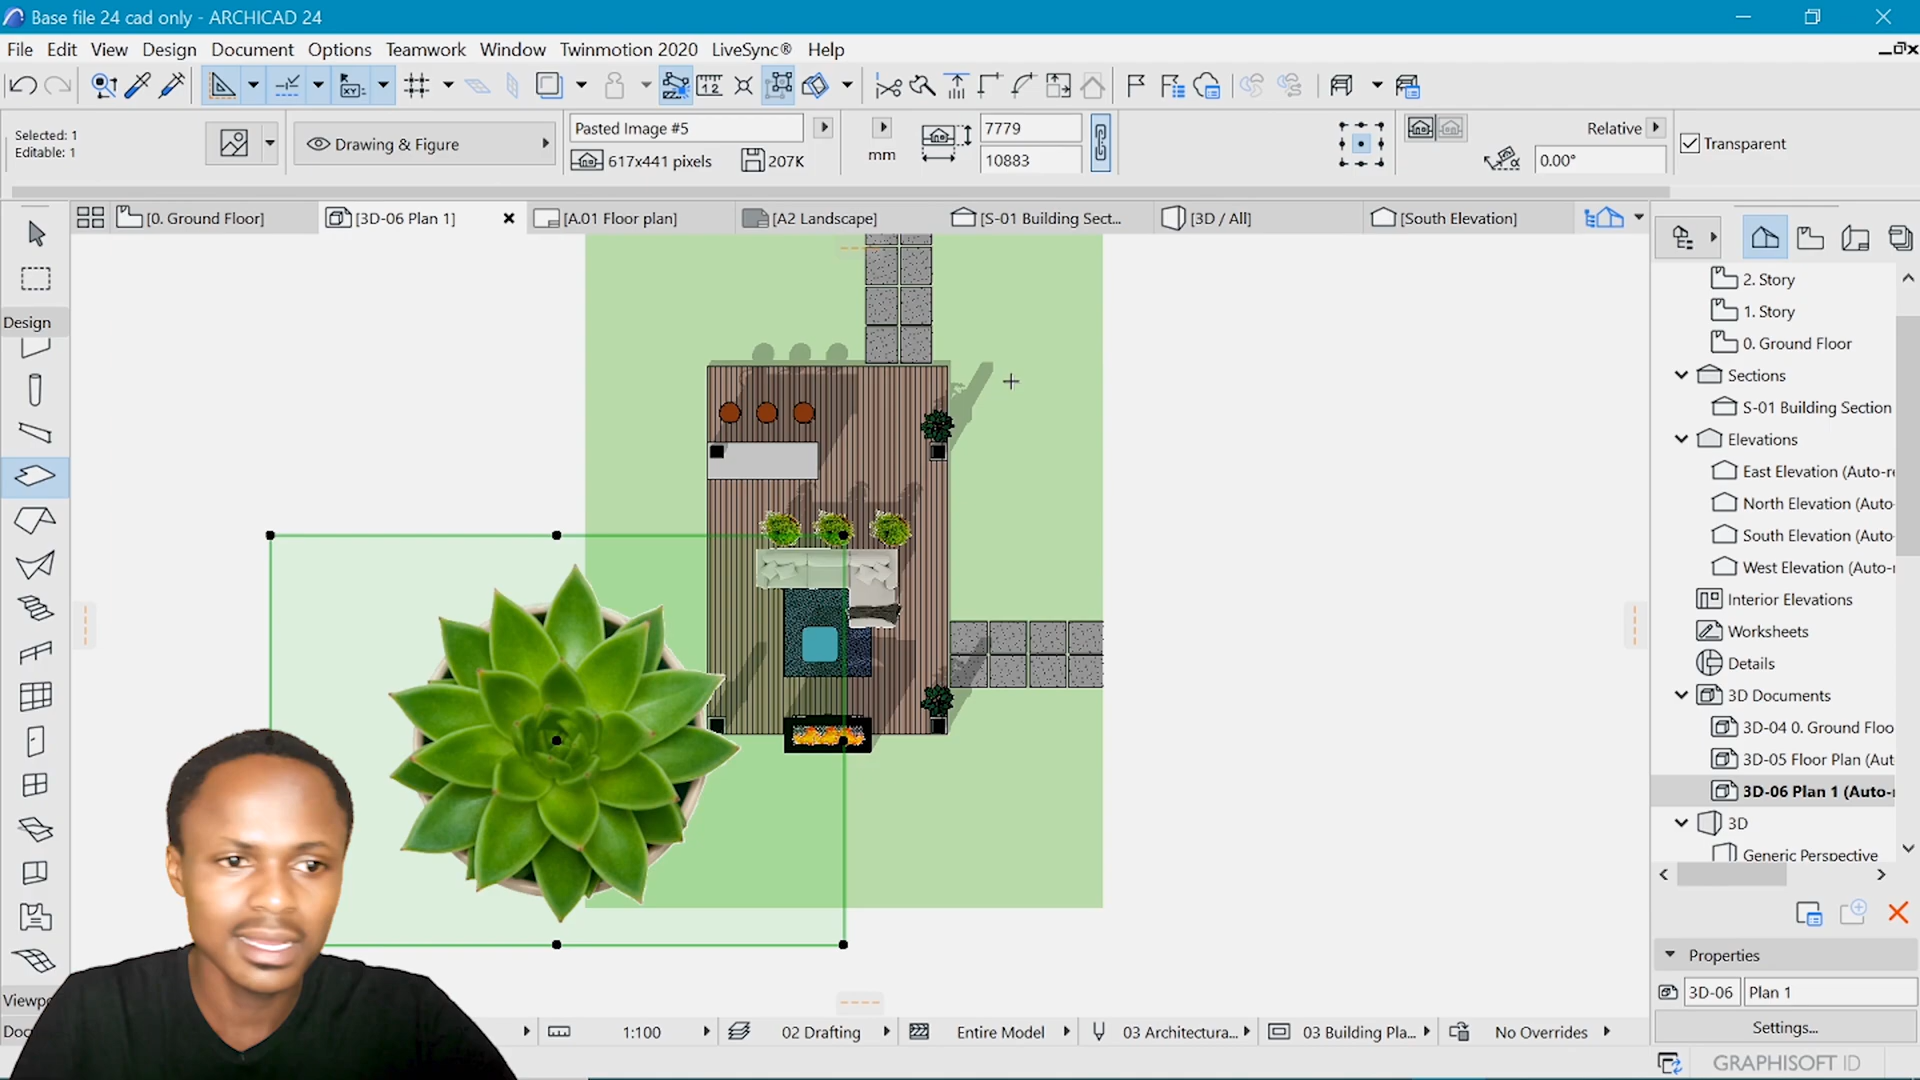 Base file 24 cad only - ARCHICAD 24
File Edit View Design Document Options Teamwork Window Twinmotion 2020 LiveSync® Help
Selected: 1
Editable: 1
Drawing & Figure
Pasted Image #5
617x441 pixels
207K
mm
7779
10883
Relative
0.00°
Transparent
[0. Ground Floor]
[3D-06 Plan 1]
[A.01 Floor plan]
[A2 Landscape]
[S-01 Building Sect...
[3D / All]
[South Elevation]
Design
2. Story
1. Story
0. Ground Floor
Sections
S-01 Building Section
Elevations
East Elevation (Auto-re
North Elevation (Auto-
South Elevation (Auto-
West Elevation (Auto-r
Interior Elevations
Worksheets
Details
3D Documents
3D-04 0. Ground Floo
3D-05 Floor Plan (Aut
3D-06 Plan 1 (Auto-r
3D
Generic Perspective
Properties
3D-06
Plan 1
Settings...
Viewpo
Doc
1:100
02 Drafting
Entire Model
03 Architectura...
03 Building Pla...
No Overrides
GRAPHISOFT ID